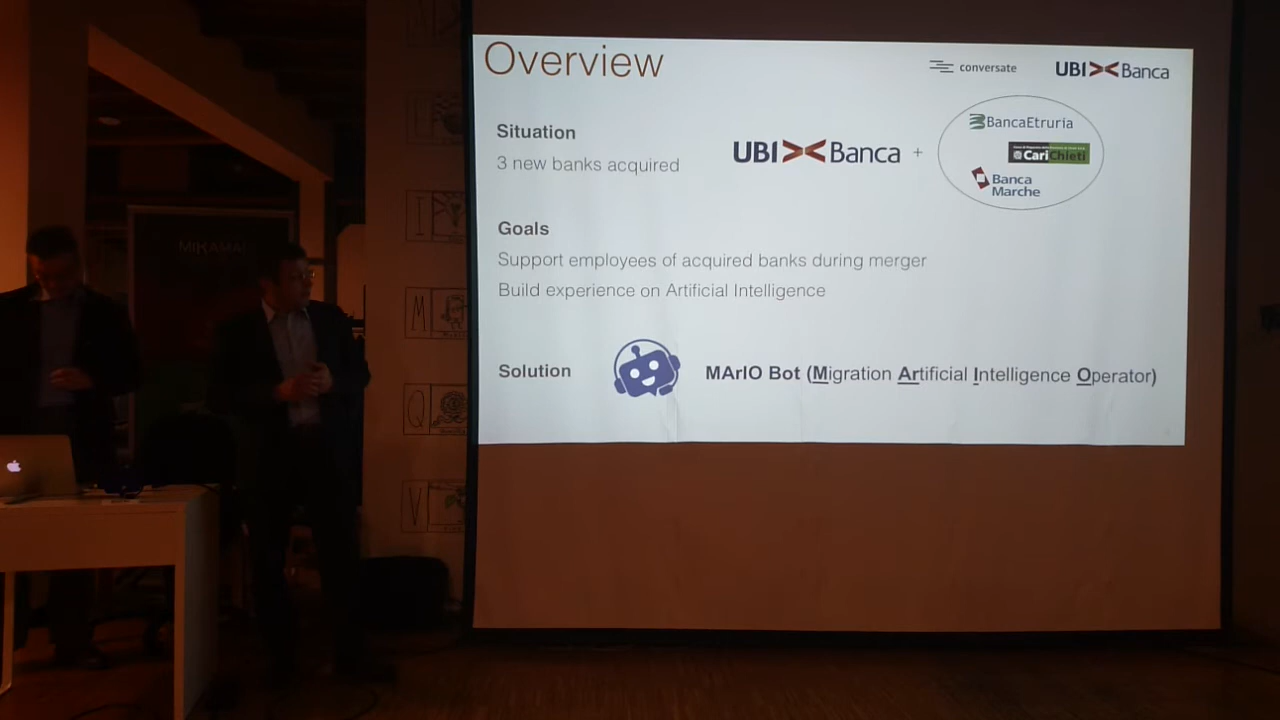 Overview
conversate
UBI Banca
Situation
3 new banks acquired
UBI Banca +
BancaEtruria
CariChieti
Banca
Marche
Goals
Support employees of acquired banks during merger
Build experience on Artificial Intelligence
Solution
MArIO Bot (Migration Artificial Intelligence Operator)
I
M
Q
V